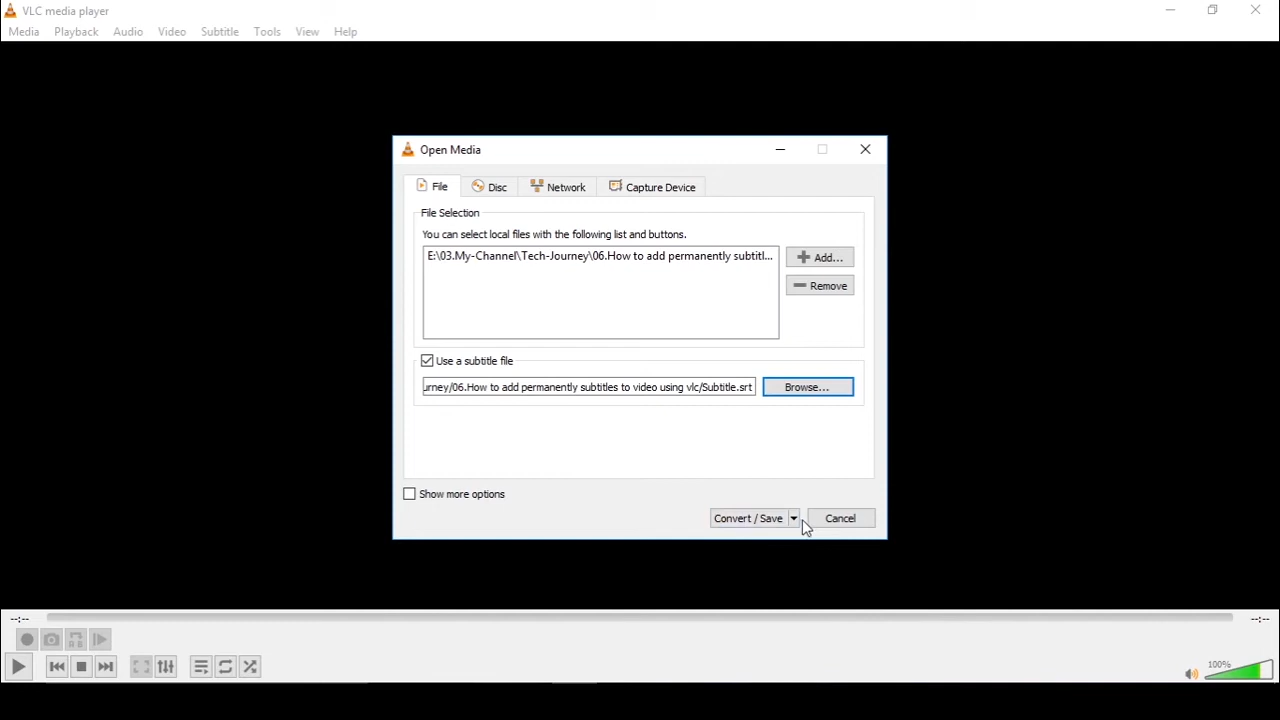 VLC media player
Media Playback Audio Video Subtitle Tools View Help
Open Media
File Disc Network Capture Device
File Selection
You can select local files with the following list and buttons.
E:\03.My-Channel\Tech-Journey\06.How to add permanently subtitl...
Add...
Remove
Use a subtitle file
urney/06.How to add permanently subtitles to video using vlc/Subtitle.srt
Browse...
Show more options
Convert / Save Cancel
--:-- --:--
100%